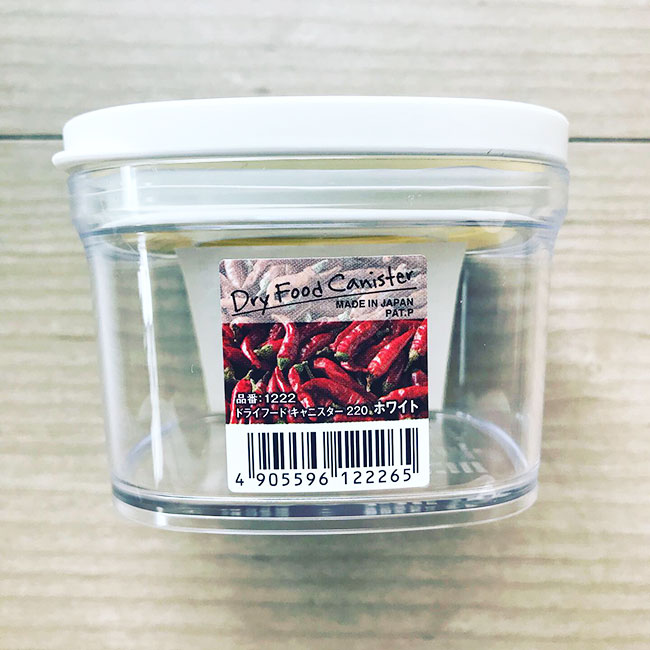 Dry Food Canister
MADE IN JAPAN
PAT.P
品番:1222
ドライフード キャニスター 220 ホワイト
4 905596 122265